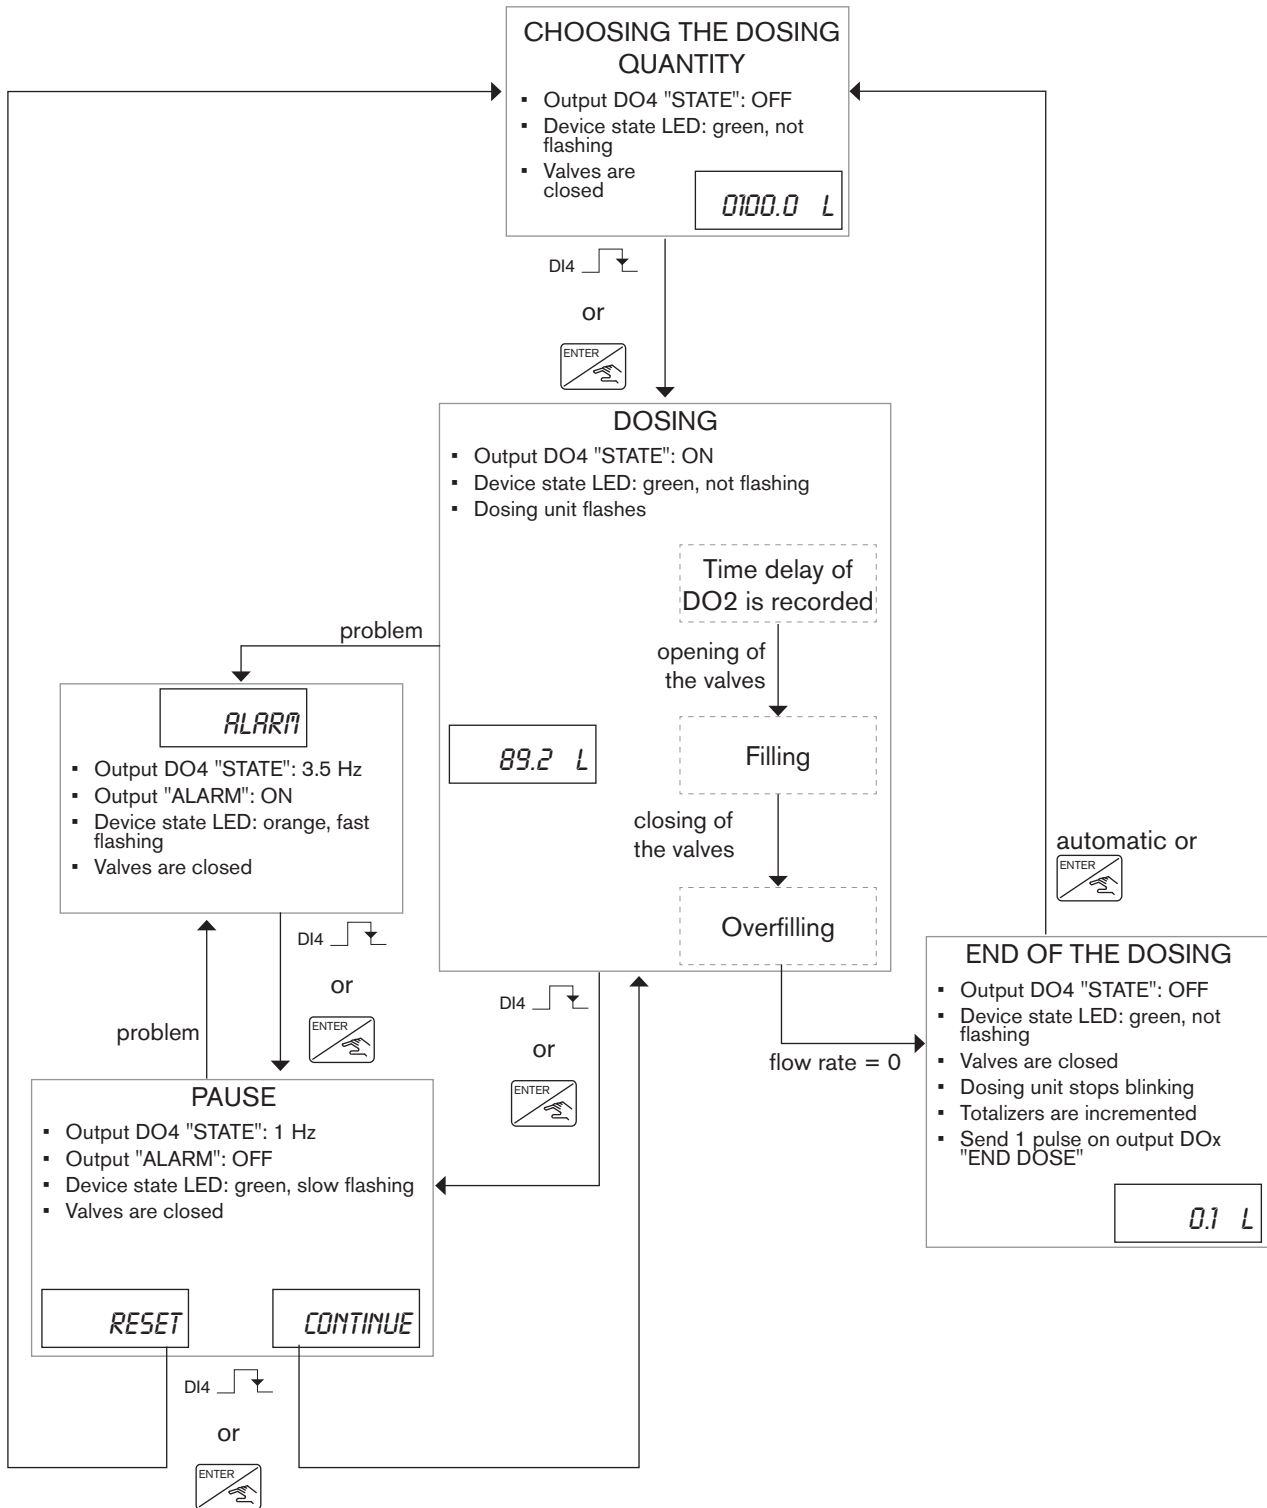 CHOOSING THE DOSING
QUANTITY
▪ Output DO4 "STATE": OFF
▪ Device state LED: green, not
flashing
▪ Valves are
closed
0100.0 L
DI4
or
ENTER
DOSING
▪ Output DO4 "STATE": ON
▪ Device state LED: green, not flashing
▪ Dosing unit flashes
Time delay of
DO2 is recorded
opening of
the valves
Filling
closing of
the valves
Overfilling
89.2 L
problem
ALARM
▪ Output DO4 "STATE": 3.5 Hz
▪ Output "ALARM": ON
▪ Device state LED: orange, fast
flashing
▪ Valves are closed
DI4
or
ENTER
problem
DI4
or
ENTER
flow rate = 0
automatic or
ENTER
END OF THE DOSING
▪ Output DO4 "STATE": OFF
▪ Device state LED: green, not
flashing
▪ Valves are closed
▪ Dosing unit stops blinking
▪ Totalizers are incremented
▪ Send 1 pulse on output DOx
"END DOSE"
0.1 L
PAUSE
▪ Output DO4 "STATE": 1 Hz
▪ Output "ALARM": OFF
▪ Device state LED: green, slow flashing
▪ Valves are closed
RESET
CONTINUE
DI4
or
ENTER